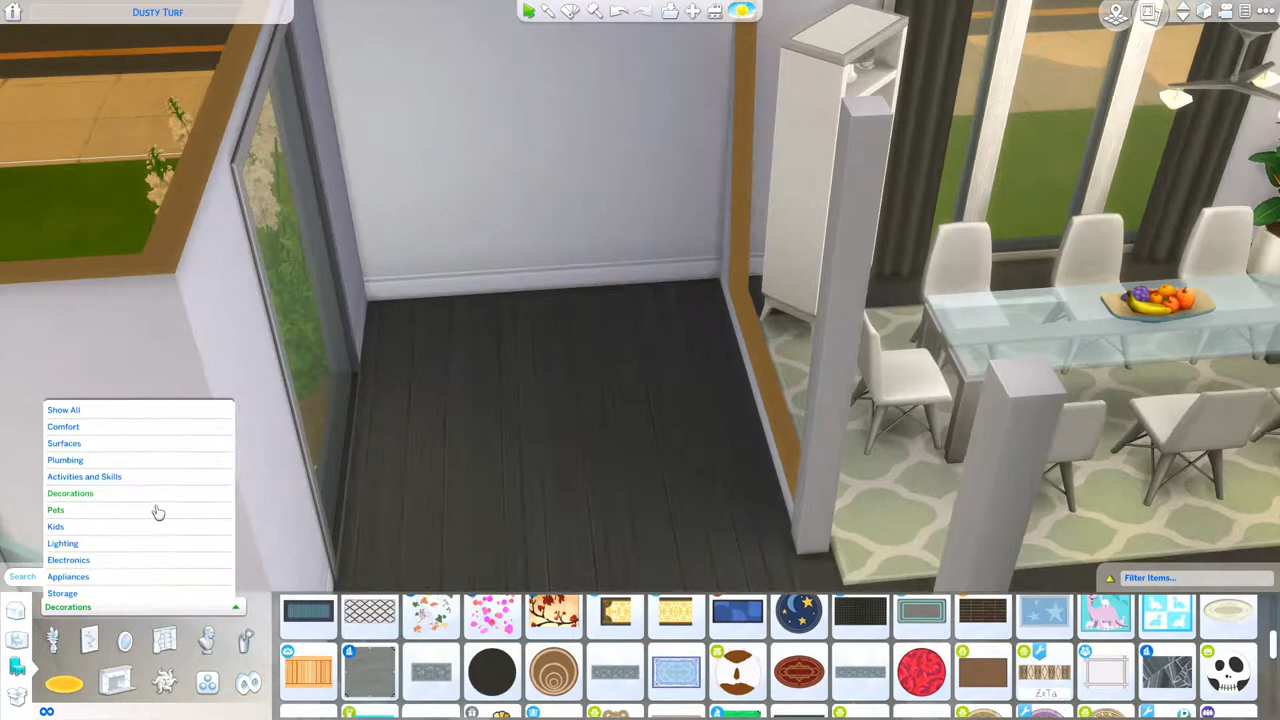 Dusty Turf
Show All
Comfort
Surfaces
Plumbing
Activities and Skills
Decorations
Pets
Kids
Lighting
Electronics
Appliances
Storage
Search
Decorations
Filter Items...
ZxTa